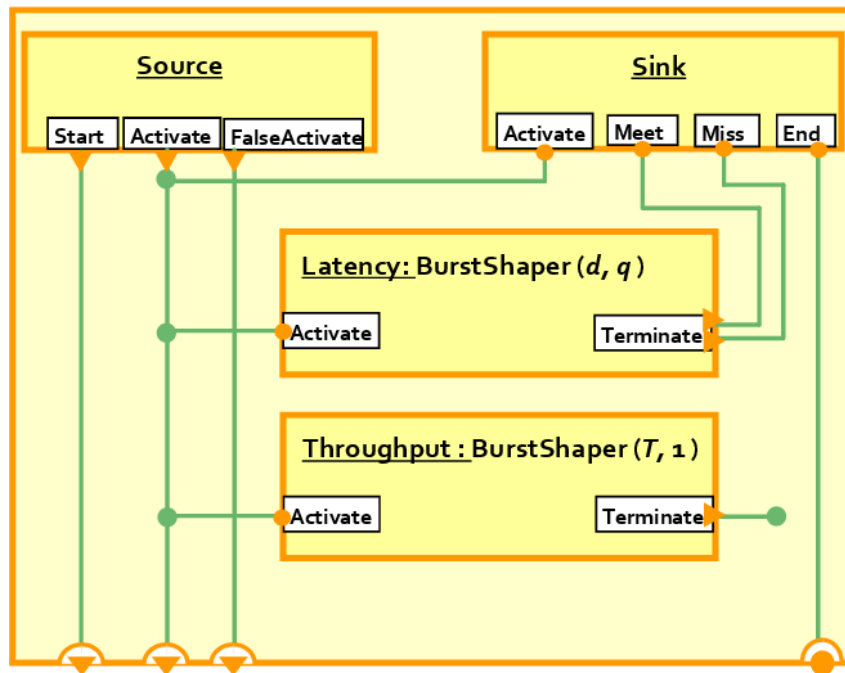 Source
Sink
Start Activate FalseActivate
Activate Meet Miss End
Latency: BurstShaper (d, q )
Activate
Terminate
Throughput : BurstShaper (T, 1 )
Activate
Terminate